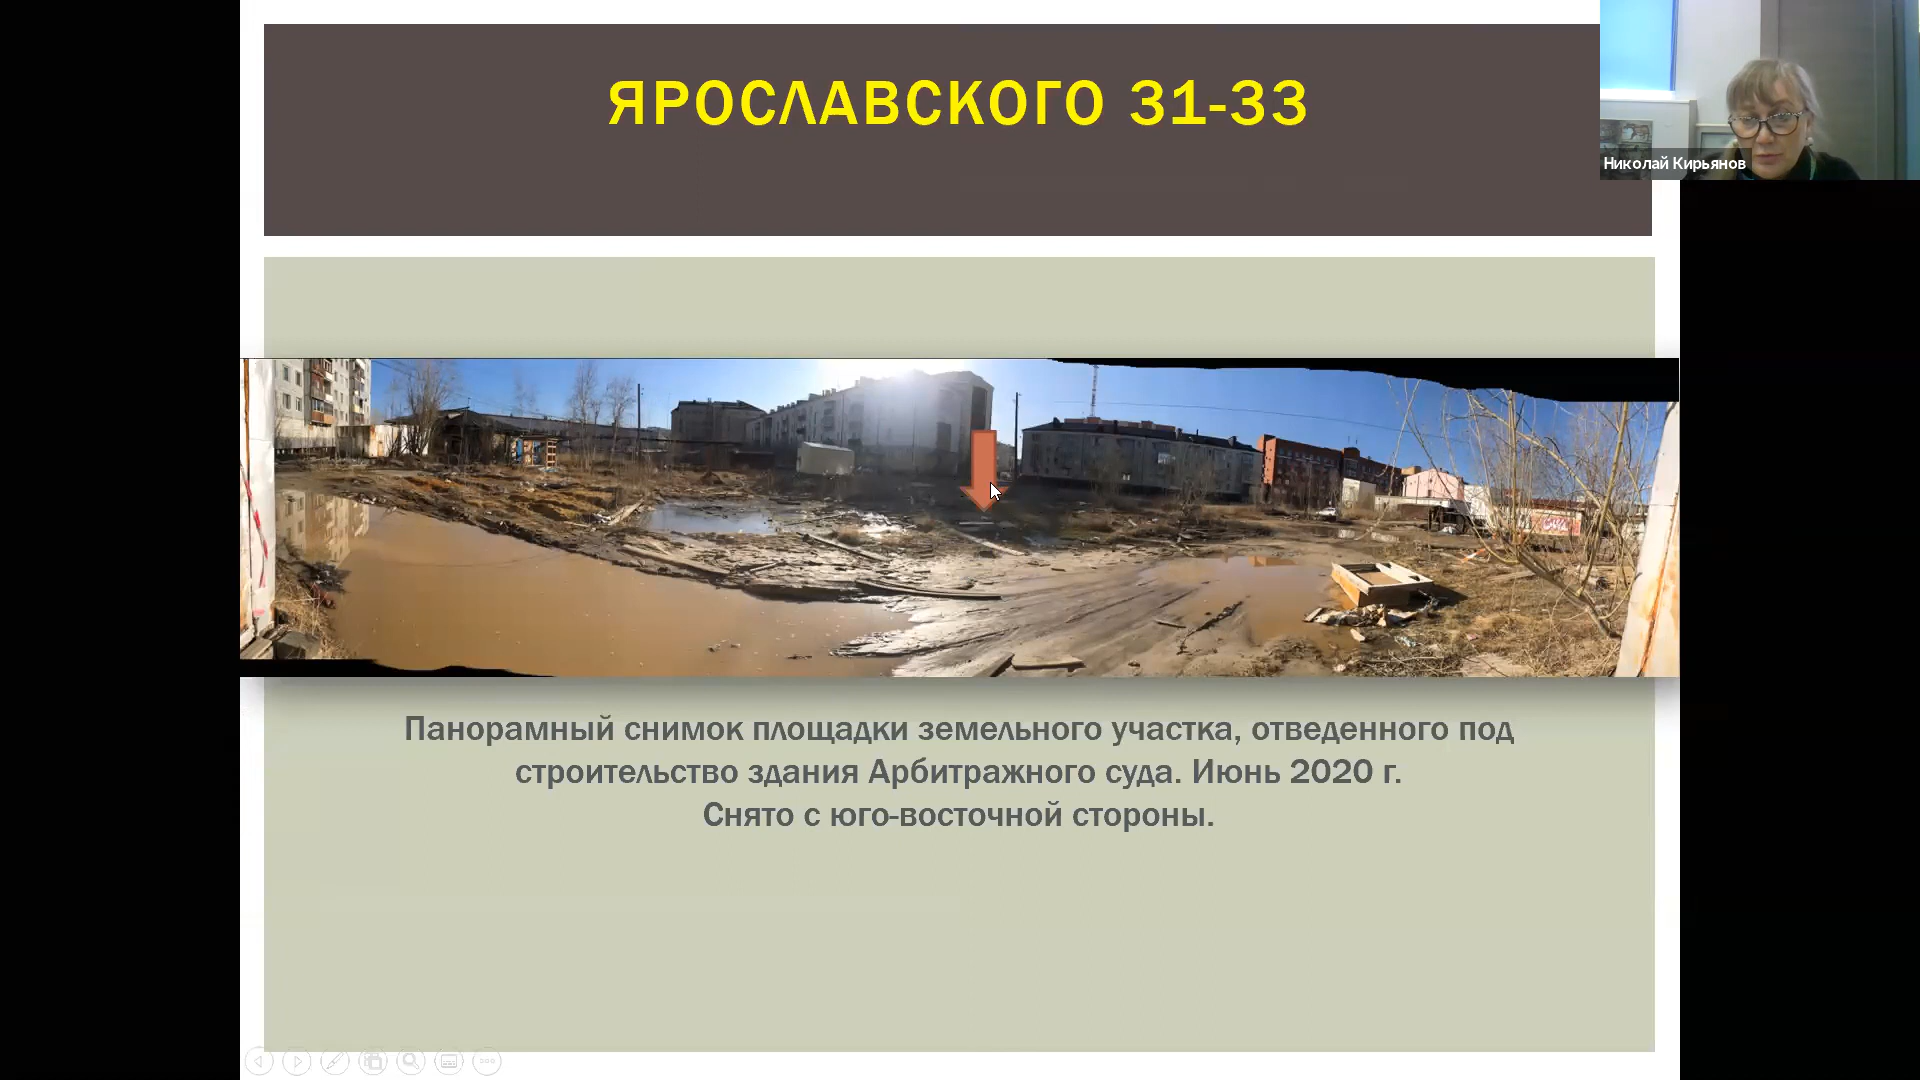 ЯРОСЛАВСКОГО 31-33
Николай Кирьянов
Панорамный снимок площадки земельного участка, отведенного под
строительство здания Арбитражного суда. Июнь 2020 г.
Снято с юго-восточной стороны.